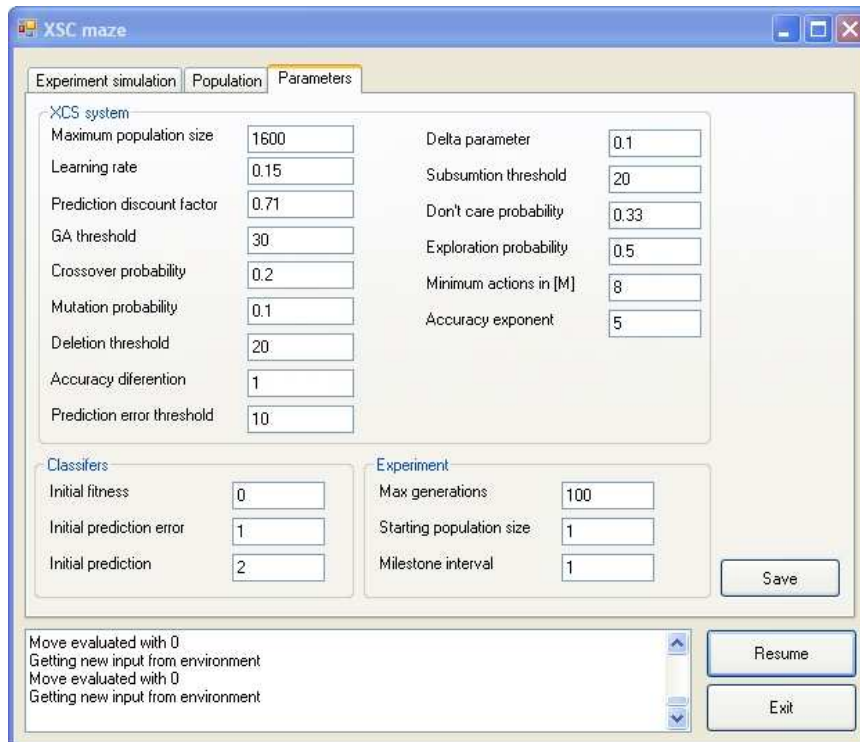 XSC maze
Experiment simulation Population Parameters
XCS system
Maximum population size 1600
Learning rate 0.15
Prediction discount factor 0.71
GA threshold 30
Crossover probability 0.2
Mutation probability 0.1
Deletion threshold 20
Accuracy diferention 1
Prediction error threshold 10
Delta parameter 0.1
Subsumtion threshold 20
Don't care probability 0.33
Exploration probability 0.5
Minimum actions in [M] 8
Accuracy exponent 5
Classifers
Initial fitness 0
Initial prediction error 1
Initial prediction 2
Experiment
Max generations 100
Starting population size 1
Milestone interval 1
Save
Move evaluated with 0
Getting new input from environment
Move evaluated with 0
Getting new input from environment
Resume
Exit